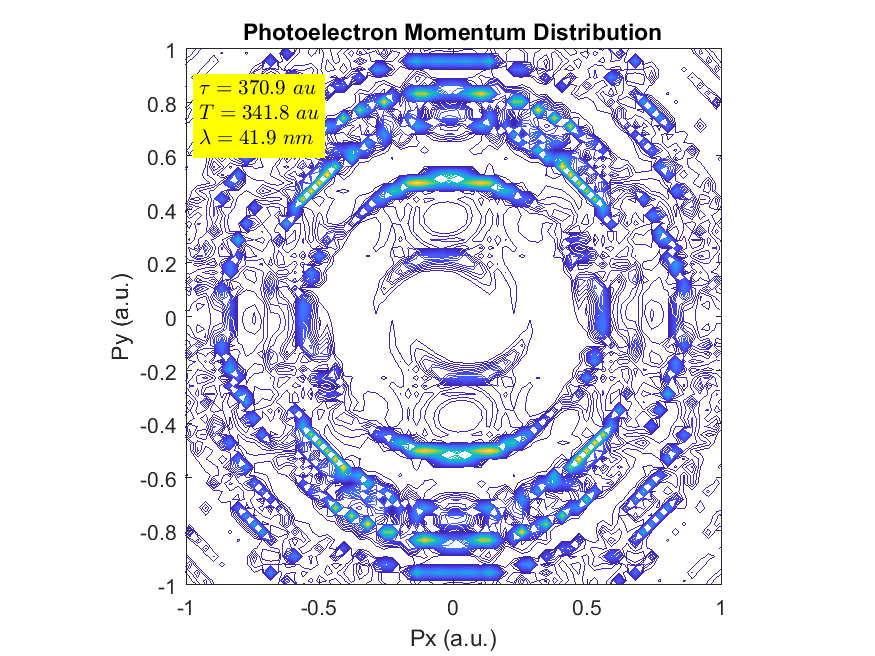 Photoelectron Momentum Distribution
τ = 370.9 au
T = 341.8 au
λ = 41.9 nm
1
0.8
0.6
0.4
0.2
0
-0.2
-0.4
-0.6
-0.8
-1
Py (a.u.)
-1 -0.5 0 0.5 1
Px (a.u.)